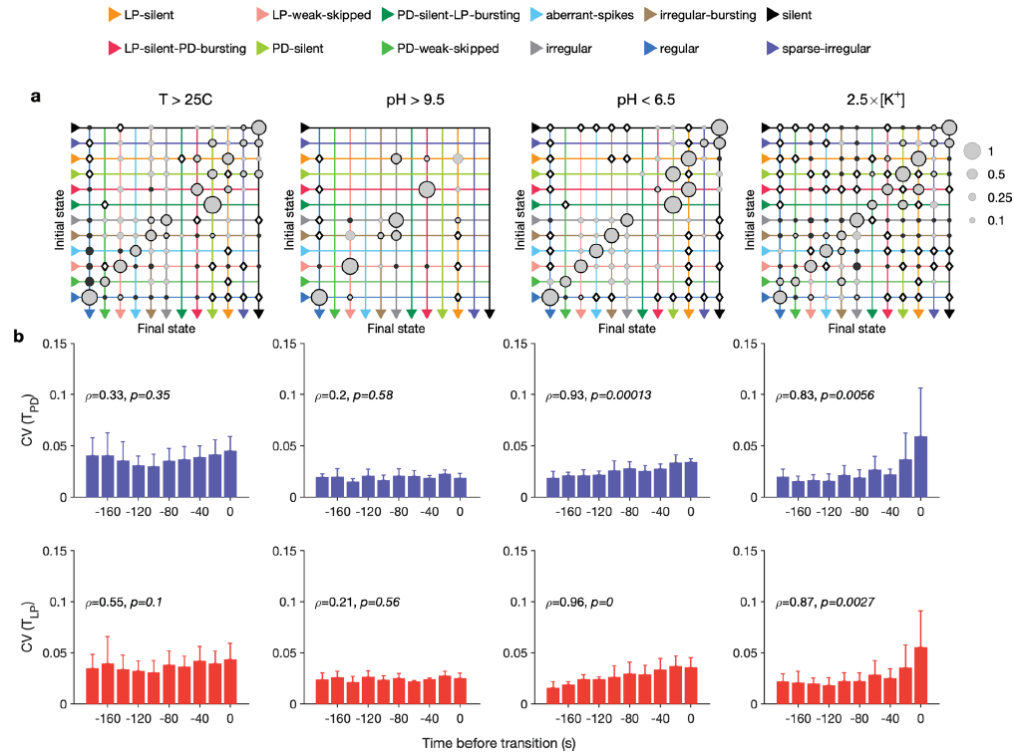 LP-silent LP-weak-skipped PD-silent-LP-bursting aberrant-spikes irregular-bursting silent
LP-silent-PD-bursting PD-silent PD-weak-skipped irregular regular sparse-irregular
a
T > 25C pH > 9.5 pH < 6.5 2.5×[K⁺]
Initial state Initial state Initial state Initial state
1
0.5
0.25
0.1
Final state Final state Final state Final state
b
0.15 0.15 0.15 0.15
0.1 0.1 0.1 0.1
ρ=0.33, p=0.35 ρ=0.2, p=0.58 ρ=0.93, p=0.00013 ρ=0.83, p=0.0056
CV (T_PD)
0.05 0.05 0.05 0.05
0 0 0 0
-160 -120 -80 -40 0 -160 -120 -80 -40 0 -160 -120 -80 -40 0 -160 -120 -80 -40 0
0.15 0.15 0.15 0.15
0.1 0.1 0.1 0.1
ρ=0.55, p=0.1 ρ=0.21, p=0.56 ρ=0.96, p=0 ρ=0.87, p=0.0027
CV (T_LP)
0.05 0.05 0.05 0.05
0 0 0 0
-160 -120 -80 -40 0 -160 -120 -80 -40 0 -160 -120 -80 -40 0 -160 -120 -80 -40 0
Time before transition (s)